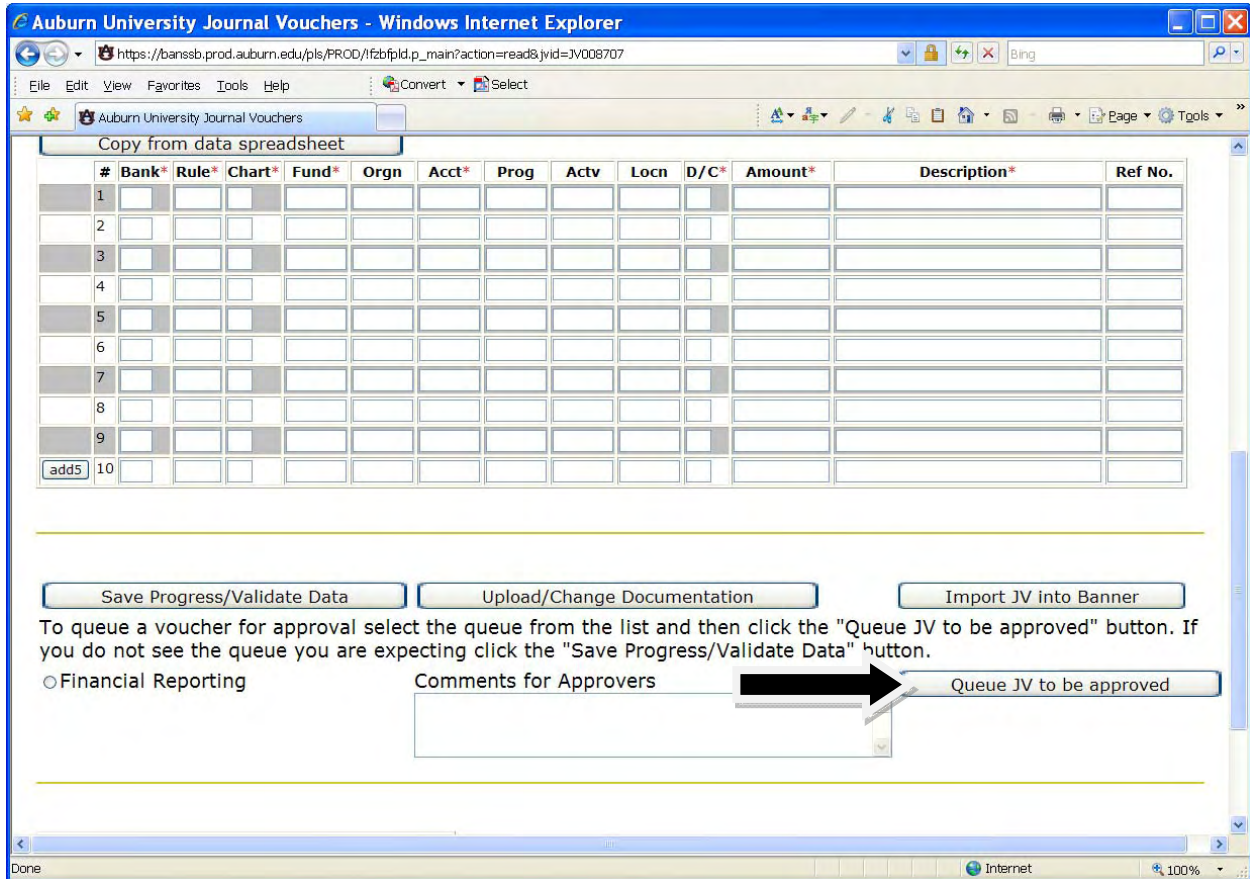 Auburn University Journal Vouchers - Windows Internet Explorer
https://banssb.prod.auburn.edu/pls/PROD/!fzbfpld.p_main?action=read&jvid=JV008707
Bing
File Edit View Favorites Tools Help Convert Select
Auburn University Journal Vouchers
Page Tools
Copy from data spreadsheet
# Bank* Rule* Chart* Fund* Orgn Acct* Prog Actv Locn D/C* Amount* Description* Ref No.
1
2
3
4
5
6
7
8
9
add5 10
Save Progress/Validate Data Upload/Change Documentation Import JV into Banner
To queue a voucher for approval select the queue from the list and then click the "Queue JV to be approved" button. If
you do not see the queue you are expecting click the "Save Progress/Validate Data" button.
Financial Reporting Comments for Approvers Queue JV to be approved
Done Internet 100%